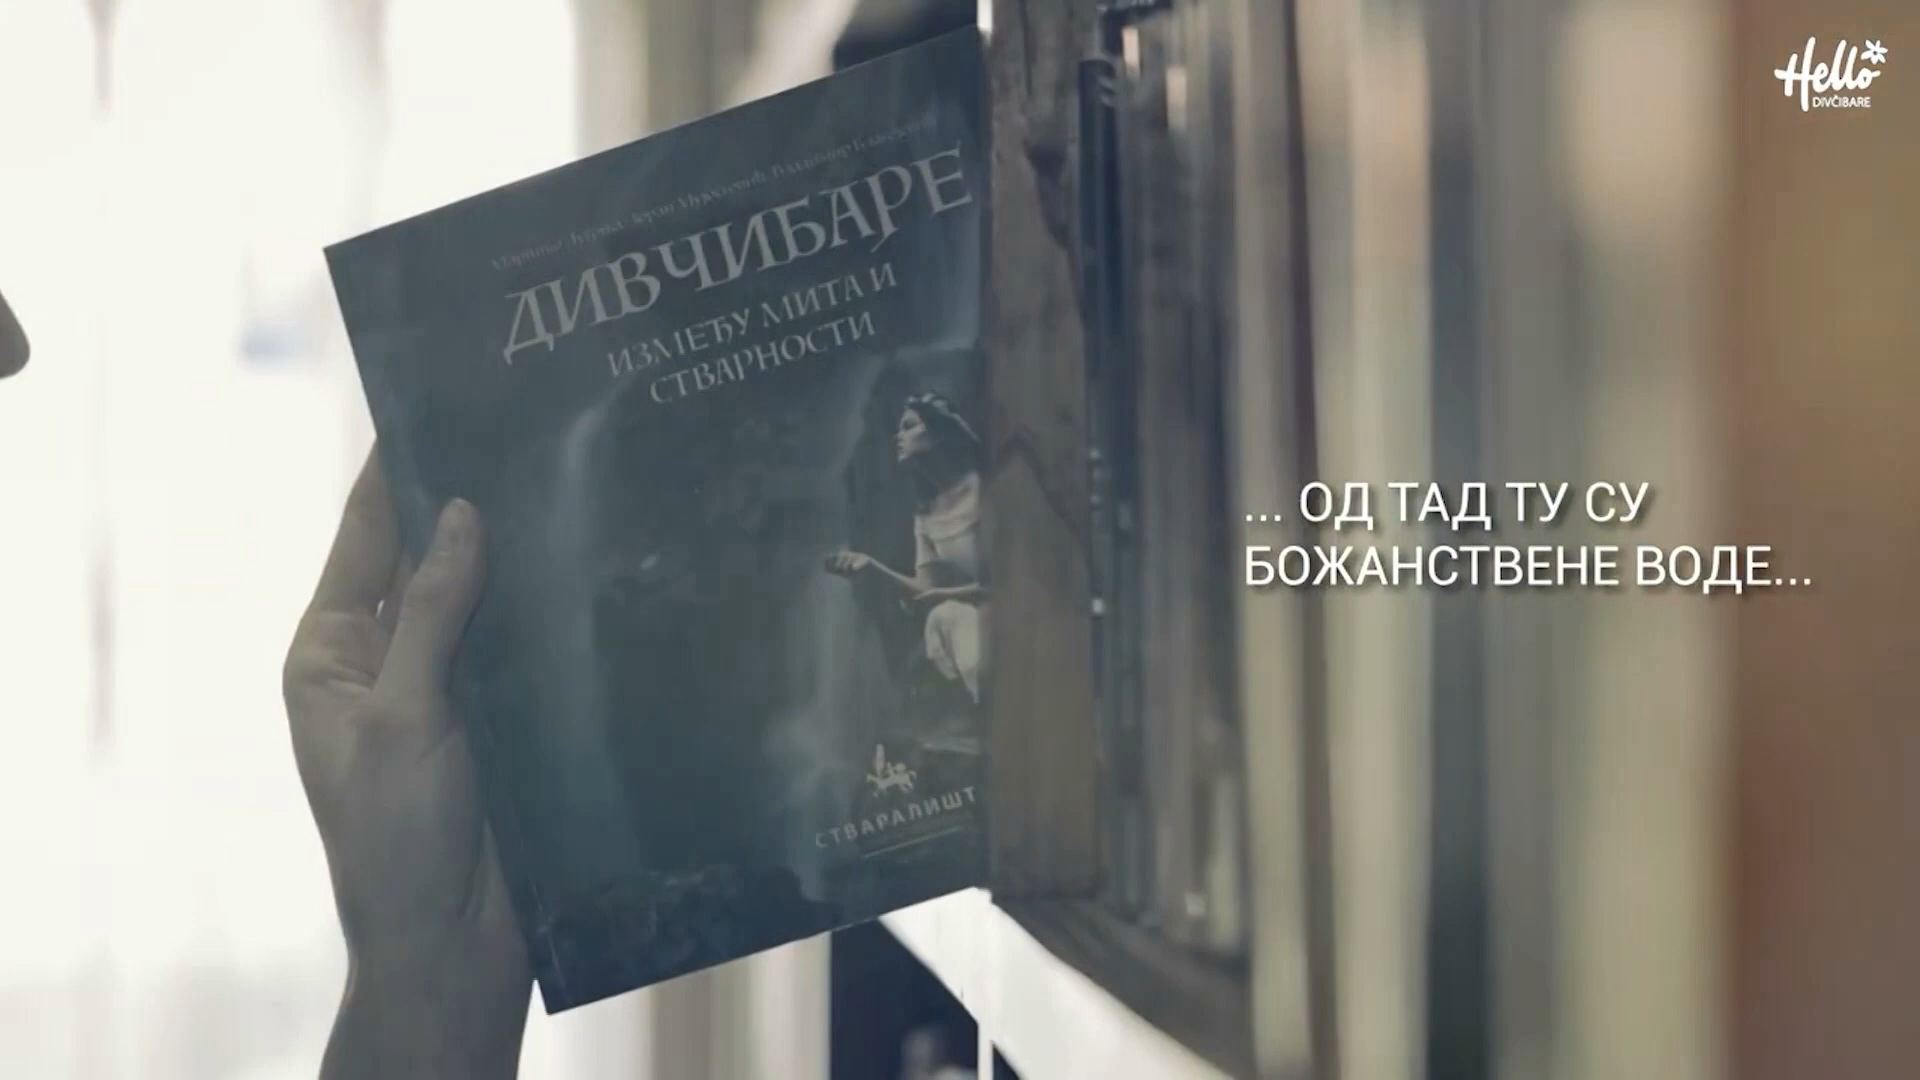 Hello
DIVČIBARE
ДИВЧИБАРЕ
ИЗМЕЂУ МИТА И
СТВАРНОСТИ
СТВАРАЛИШТ
... ОД ТАД ТУ СУ
БОЖАНСТВЕНЕ ВОДЕ...